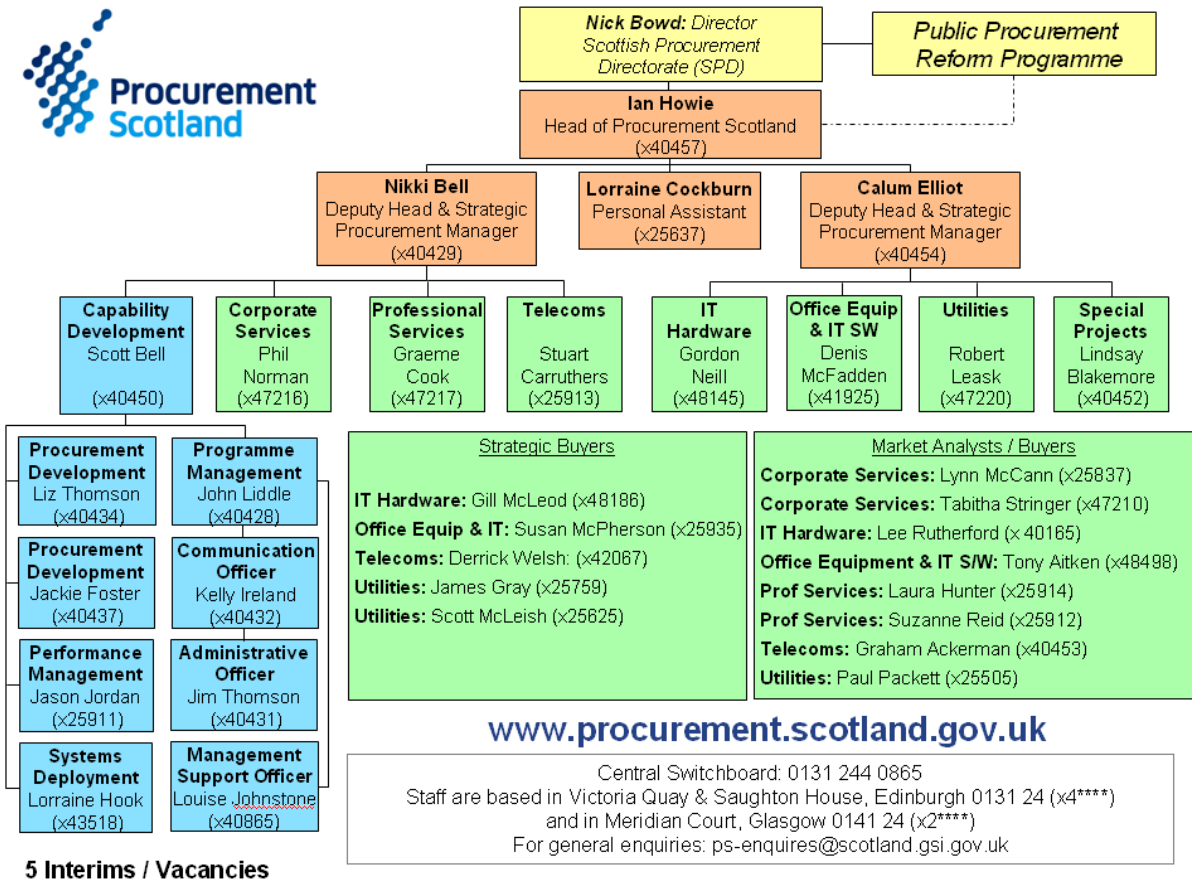 Procurement
Scotland
Nick Bowd: Director
Scottish Procurement
Directorate (SPD)
Public Procurement
Reform Programme
Ian Howie
Head of Procurement Scotland
(x40457)
Nikki Bell
Deputy Head & Strategic
Procurement Manager
(x40429)
Lorraine Cockburn
Personal Assistant
(x25637)
Calum Elliot
Deputy Head & Strategic
Procurement Manager
(x40454)
Capability
Development
Scott Bell
(x40450)
Corporate
Services
Phil
Norman
(x47216)
Professional
Services
Graeme
Cook
(x47217)
Telecoms
Stuart
Carruthers
(x25913)
IT
Hardware
Gordon
Neill
(x48145)
Office Equip
& IT SW
Denis
McFadden
(x41925)
Utilities
Robert
Leask
(x47220)
Special
Projects
Lindsay
Blakemore
(x40452)
Procurement
Development
Liz Thomson
(x40434)
Programme
Management
John Liddle
(x40428)
Procurement
Development
Jackie Foster
(x40437)
Communication
Officer
Kelly Ireland
(x40432)
Performance
Management
Jason Jordan
(x25911)
Administrative
Officer
Jim Thomson
(x40431)
Systems
Deployment
Lorraine Hook
(x43518)
Management
Support Officer
Louise Johnstone
(x40865)
5 Interims / Vacancies
Strategic Buyers
IT Hardware: Gill McLeod (x48186)
Office Equip & IT: Susan McPherson (x25935)
Telecoms: Derrick Welsh: (x42067)
Utilities: James Gray (x25759)
Utilities: Scott McLeish (x25625)
Market Analysts / Buyers
Corporate Services: Lynn McCann (x25837)
Corporate Services: Tabitha Stringer (x47210)
IT Hardware: Lee Rutherford (x 40165)
Office Equipment & IT S/W: Tony Aitken (x48498)
Prof Services: Laura Hunter (x25914)
Prof Services: Suzanne Reid (x25912)
Telecoms: Graham Ackerman (x40453)
Utilities: Paul Packett (x25505)
www.procurement.scotland.gov.uk
Central Switchboard: 0131 244 0865
Staff are based in Victoria Quay & Saughton House, Edinburgh 0131 24 (x4****)
and in Meridian Court, Glasgow 0141 24 (x2****)
For general enquiries: ps-enquires@scotland.gsi.gov.uk